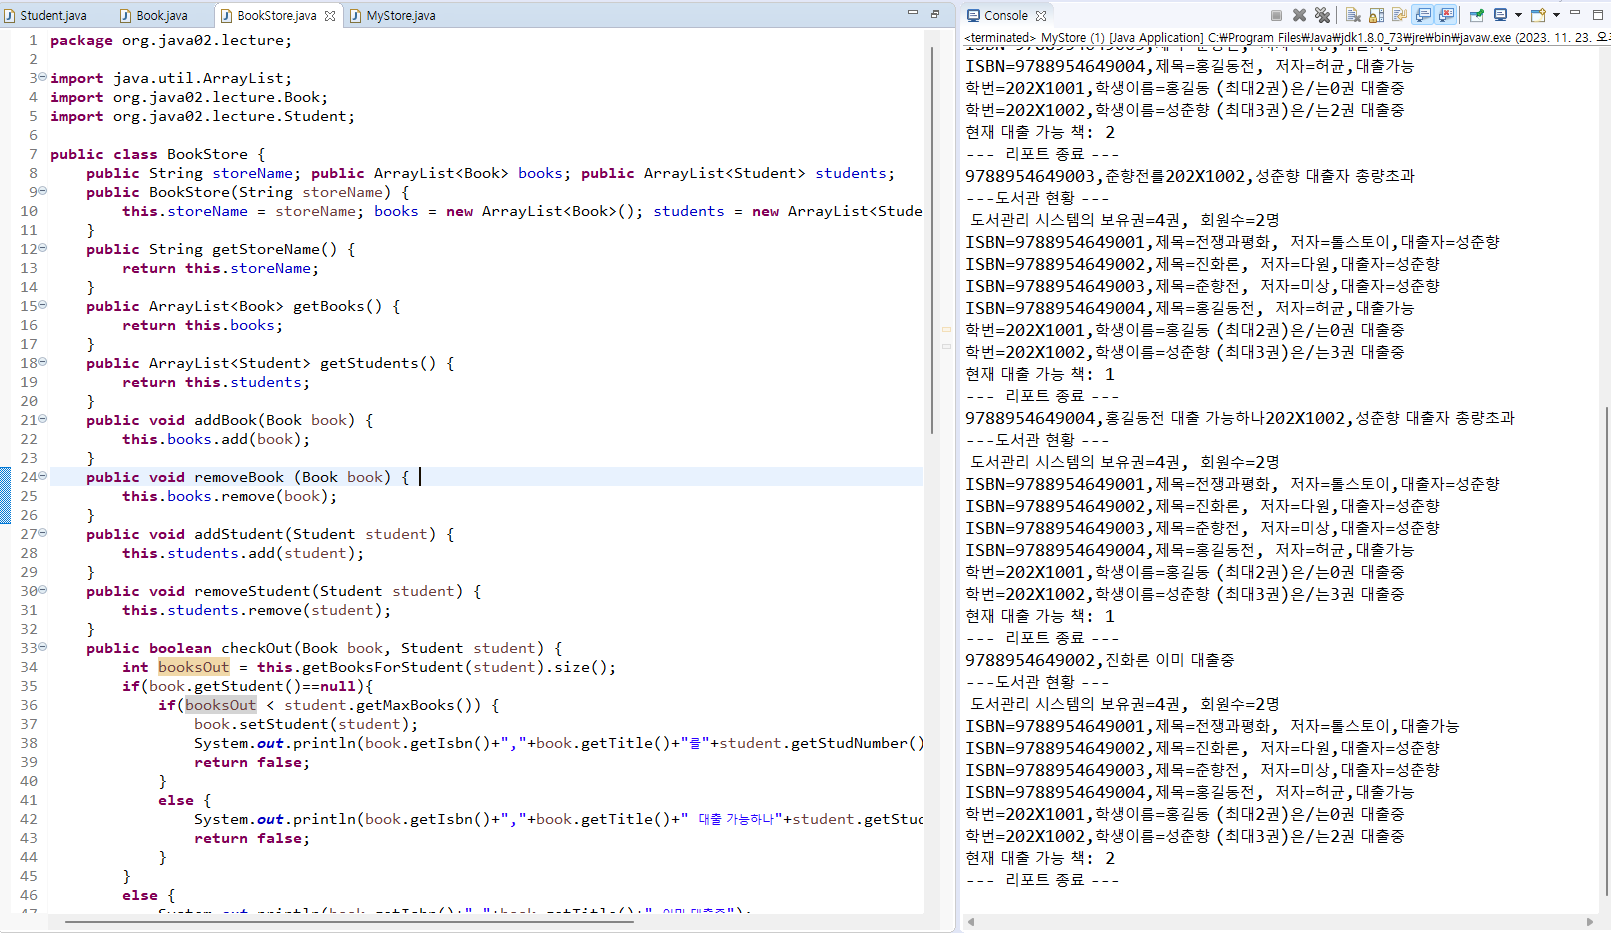 Student.java Book.java BookStore.java MyStore.java
1 package org.java02.lecture;
2
3 import java.util.ArrayList;
4 import org.java02.lecture.Book;
5 import org.java02.lecture.Student;
6
7 public class BookStore {
8 public String storeName; public ArrayList<Book> books; public ArrayList<Student> students;
9 public BookStore(String storeName) {
10 this.storeName = storeName; books = new ArrayList<Book>(); students = new ArrayList<Stude
11 }
12 public String getStoreName() {
13 return this.storeName;
14 }
15 public ArrayList<Book> getBooks() {
16 return this.books;
17 }
18 public ArrayList<Student> getStudents() {
19 return this.students;
20 }
21 public void addBook(Book book) {
22 this.books.add(book);
23 }
24 public void removeBook (Book book) {
25 this.books.remove(book);
26 }
27 public void addStudent(Student student) {
28 this.students.add(student);
29 }
30 public void removeStudent(Student student) {
31 this.students.remove(student);
32 }
33 public boolean checkOut(Book book, Student student) {
34 int booksOut = this.getBooksForStudent(student).size();
35 if(book.getStudent()==null){
36 if(booksOut < student.getMaxBooks()) {
37 book.setStudent(student);
38 System.out.println(book.getIsbn()+","+book.getTitle()+"를"+student.getStudNumber()
39 return false;
40 }
41 else {
42 System.out.println(book.getIsbn()+","+book.getTitle()+" 대출 가능하나"+student.getStud
43 return false;
44 }
45 }
46 else {
47 System.out.println(book.getIsbn()+","+book.getTitle()+" 이미 대출중");
Console
<terminated> MyStore (1) [Java Application] C:₩Program Files₩Java₩jdk1.8.0_73₩jre₩bin₩javaw.exe (2023. 11. 23. 오
ISBN=9788954649004,제목=홍길동전, 저자=허균,대출가능
학번=202X1001,학생이름=홍길동 (최대2권)은/는0권 대출중
학번=202X1002,학생이름=성춘향 (최대3권)은/는2권 대출중
현재 대출 가능 책: 2
--- 리포트 종료 ---
9788954649003,춘향전를202X1002,성춘향 대출자 총량초과
---도서관 현황 ---
도서관리 시스템의 보유권=4권, 회원수=2명
ISBN=9788954649001,제목=전쟁과평화, 저자=톨스토이,대출자=성춘향
ISBN=9788954649002,제목=진화론, 저자=다원,대출자=성춘향
ISBN=9788954649003,제목=춘향전, 저자=미상,대출자=성춘향
ISBN=9788954649004,제목=홍길동전, 저자=허균,대출가능
학번=202X1001,학생이름=홍길동 (최대2권)은/는0권 대출중
학번=202X1002,학생이름=성춘향 (최대3권)은/는3권 대출중
현재 대출 가능 책: 1
--- 리포트 종료 ---
9788954649004,홍길동전 대출 가능하나202X1002,성춘향 대출자 총량초과
---도서관 현황 ---
도서관리 시스템의 보유권=4권, 회원수=2명
ISBN=9788954649001,제목=전쟁과평화, 저자=톨스토이,대출자=성춘향
ISBN=9788954649002,제목=진화론, 저자=다원,대출자=성춘향
ISBN=9788954649003,제목=춘향전, 저자=미상,대출자=성춘향
ISBN=9788954649004,제목=홍길동전, 저자=허균,대출가능
학번=202X1001,학생이름=홍길동 (최대2권)은/는0권 대출중
학번=202X1002,학생이름=성춘향 (최대3권)은/는3권 대출중
현재 대출 가능 책: 1
--- 리포트 종료 ---
9788954649002,진화론 이미 대출중
---도서관 현황 ---
도서관리 시스템의 보유권=4권, 회원수=2명
ISBN=9788954649001,제목=전쟁과평화, 저자=톨스토이,대출가능
ISBN=9788954649002,제목=진화론, 저자=다원,대출자=성춘향
ISBN=9788954649003,제목=춘향전, 저자=미상,대출자=성춘향
ISBN=9788954649004,제목=홍길동전, 저자=허균,대출가능
학번=202X1001,학생이름=홍길동 (최대2권)은/는0권 대출중
학번=202X1002,학생이름=성춘향 (최대3권)은/는2권 대출중
현재 대출 가능 책: 2
--- 리포트 종료 ---